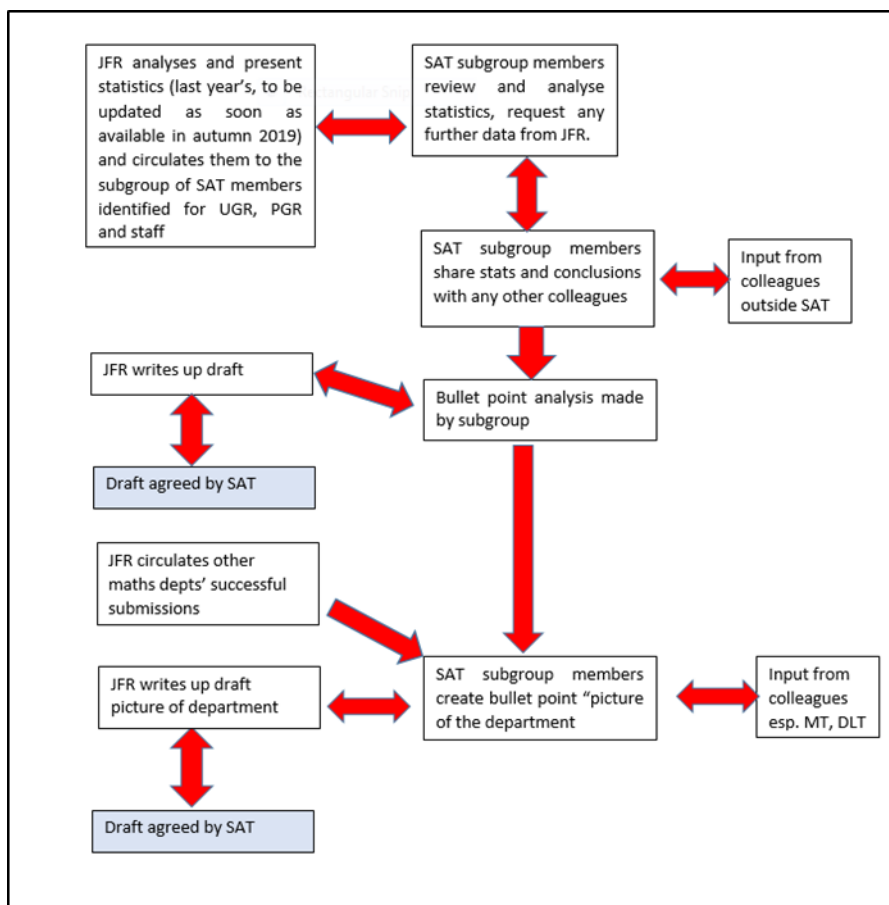 JFR analyses and present
statistics (last year's, to be
updated as soon as
available in autumn 2019)
and circulates them to the
subgroup of SAT members
identified for UGR, PGR
and staff
SAT subgroup members
review and analyse
statistics, request any
further data from JFR.
SAT subgroup members
share stats and conclusions
with any other colleagues
Input from
colleagues
outside SAT
JFR writes up draft
Bullet point analysis made
by subgroup
Draft agreed by SAT
JFR circulates other
maths depts' successful
submissions
SAT subgroup members
create bullet point "picture
of the department
JFR writes up draft
picture of department
Input from
colleagues
esp. MT, DLT
Draft agreed by SAT